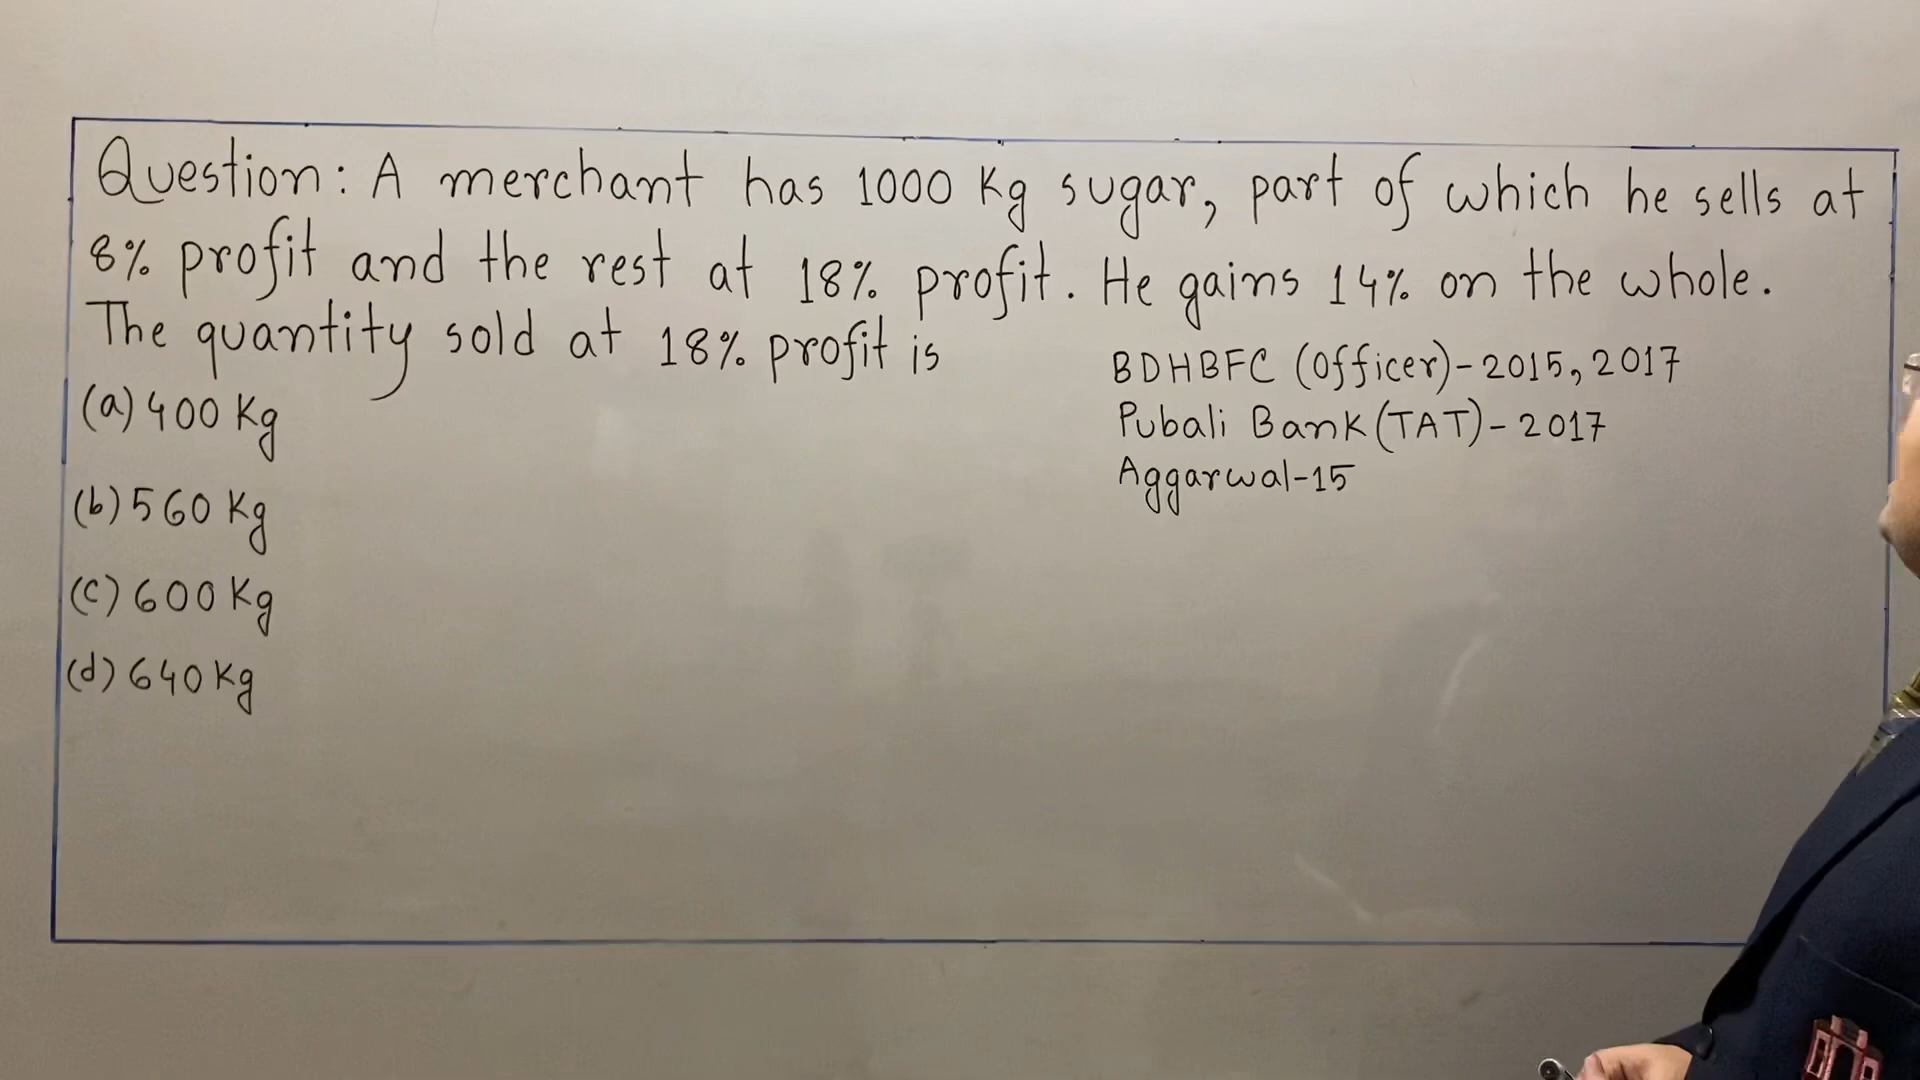 Question: A merchant has 1000 Kg sugar, part of which he sells at
8% profit and the rest at 18% profit. He gains 14% on the whole.
The quantity sold at 18% profit is
(a) 400 Kg
(b) 560 Kg
(c) 600 Kg
(d) 640 Kg
BDHBFC (Officer)-2015, 2017
Pubali Bank (TAT)-2017
Aggarwal-15